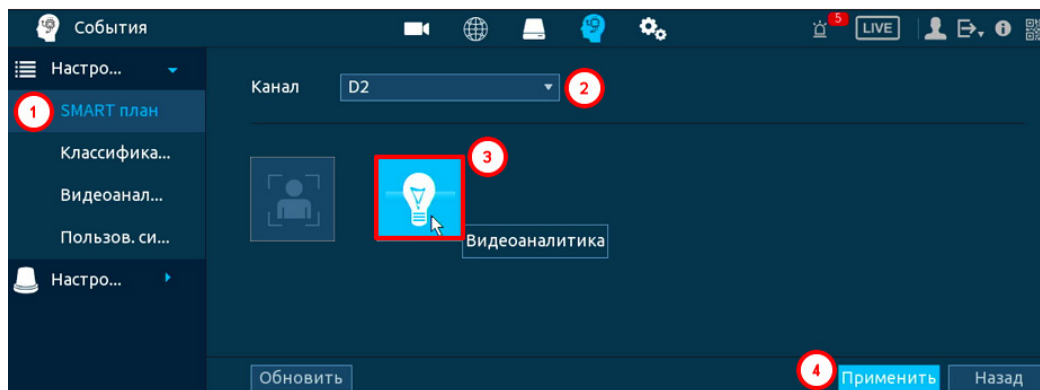 События
5
LIVE
Настро...
1
SMART план
Классифика...
Видеоанал...
Пользов. си...
Настро...
Канал
D2
2
3
Видеоаналитика
Обновить
4
Применить
Назад